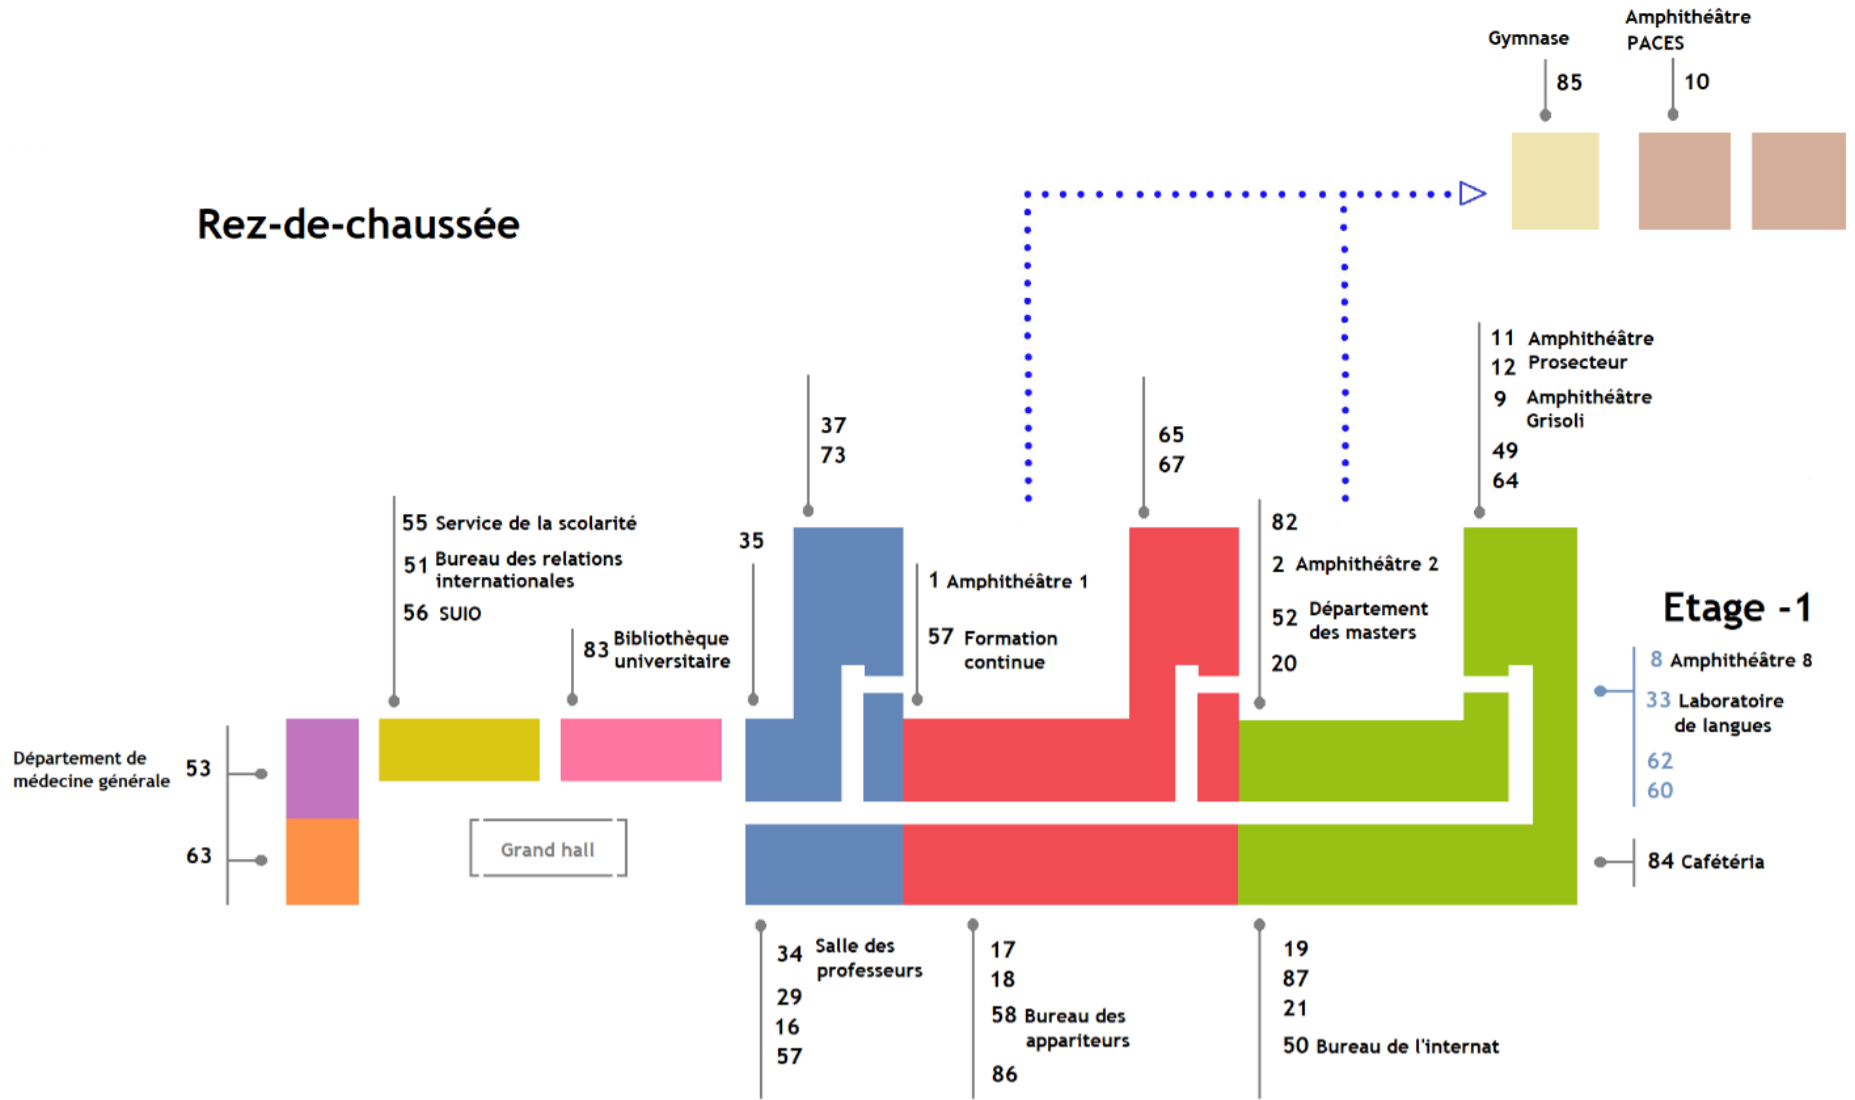 Amphithéâtre
PACES
Gymnase
85
10
Rez-de-chaussée
11 Amphithéâtre
12 Prosecteur
9 Amphithéâtre
Grisoli
49
64
37
73
65
67
55 Service de la scolarité
51 Bureau des relations
internationales
56 SUIO
83 Bibliothèque
universitaire
35
1 Amphithéâtre 1
57 Formation
continue
82
2 Amphithéâtre 2
52 Département
des masters
20
Etage -1
8 Amphithéâtre 8
33 Laboratoire
de langues
62
60
84 Cafétéria
Département de
médecine générale
53
63
Grand hall
34 Salle des
professeurs
29
16
57
17
18
58 Bureau des
appariteurs
86
19
87
21
50 Bureau de l'internat